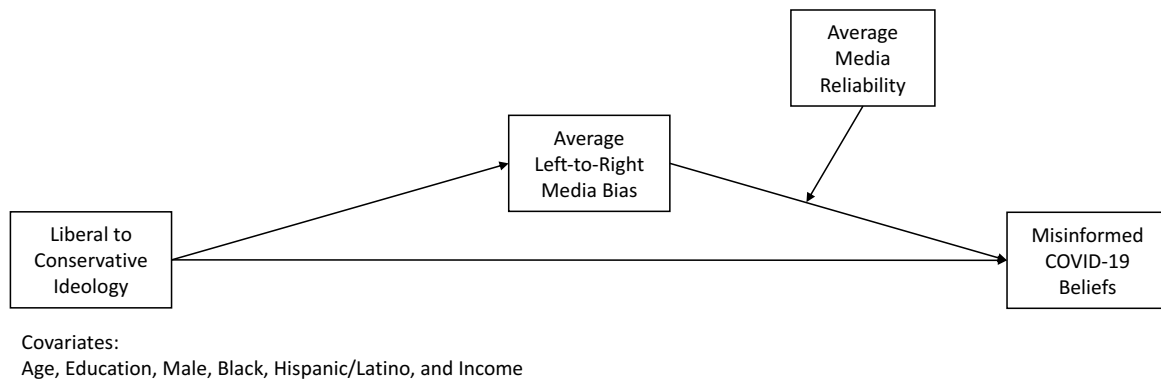 Average
Media
Reliability
Average
Left-to-Right
Media Bias
Liberal to
Conservative
Ideology
Misinformed
COVID-19
Beliefs
Covariates:
Age, Education, Male, Black, Hispanic/Latino, and Income